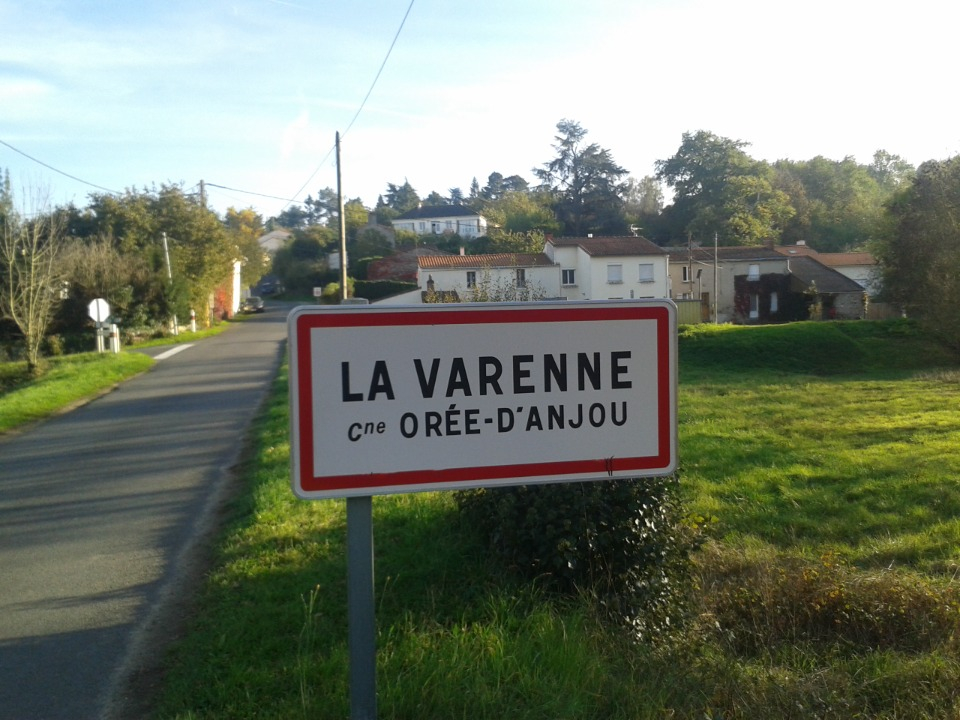 LA VARENNE
Cne ORÉE-D'ANJOU